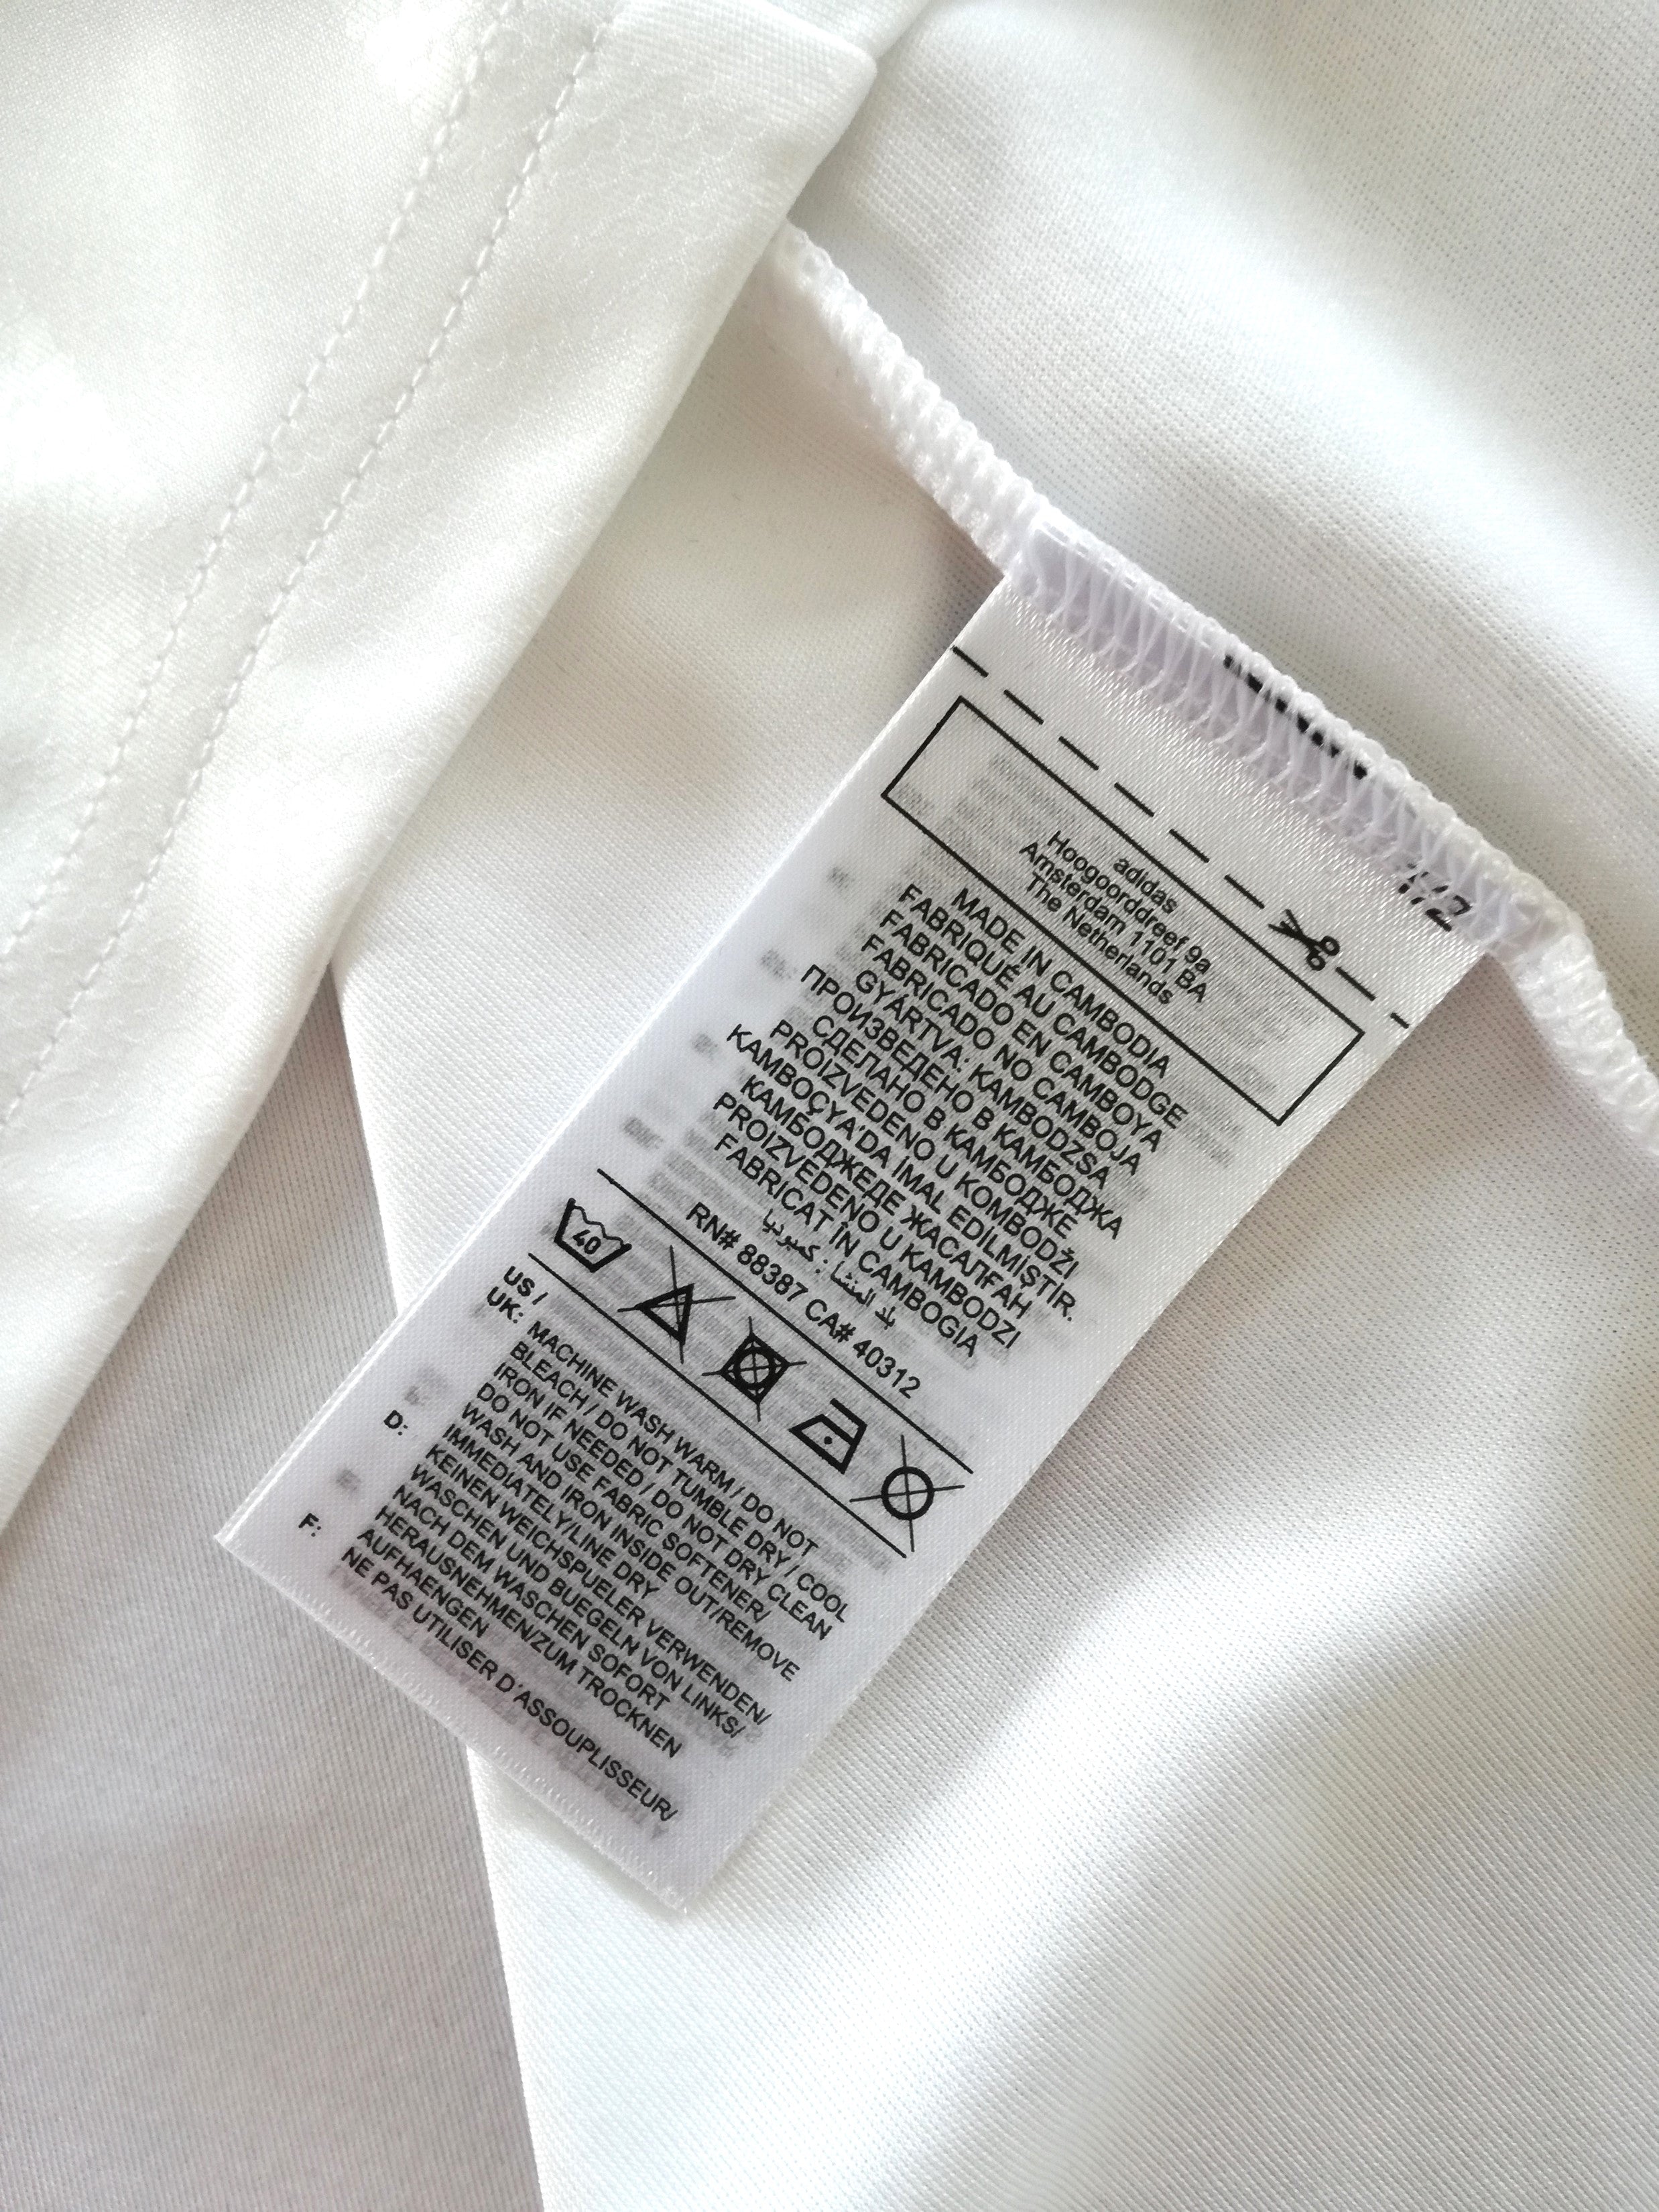 1/2
adidas
Hoogoorddreef 9a
Amsterdam 1101 BA
The Netherlands
MADE IN CAMBODIA
FABRIQUÉ AU CAMBODGE
FABRICADO EN CAMBOYA
FABRICADO NO CAMBOJA
GYÁRTVA: KAMBODZSA
ПРОИЗВЕДЕНО В КАМБОДЖА
СДЕЛАНО В КАМБОДЖЕ
PROIZVEDENO U KOMBODŽI
KAMBOÇYA'DA İMAL EDİLMİŞTİR.
КАМБОДЖЕДЕ ЖАСАЛҒАН
PROIZVEDENO U KAMBODZI
FABRICAT ÎN CAMBOGIA
بلد المنشأ : كمبوديا
RN# 88387 CA# 40312
40
US /
UK: MACHINE WASH WARM / DO NOT
BLEACH / DO NOT TUMBLE DRY / COOL
IRON IF NEEDED / DO NOT DRY CLEAN
DO NOT USE FABRIC SOFTENER/
WASH AND IRON INSIDE OUT/REMOVE
IMMEDIATELY/LINE DRY
D: KEINEN WEICHSPUELER VERWENDEN/
WASCHEN UND BUEGELN VON LINKS/
NACH DEM WASCHEN SOFORT
HERAUSNEHMEN/ZUM TROCKNEN
AUFHAENGEN
F: NE PAS UTILISER D'ASSOUPLISSEUR/